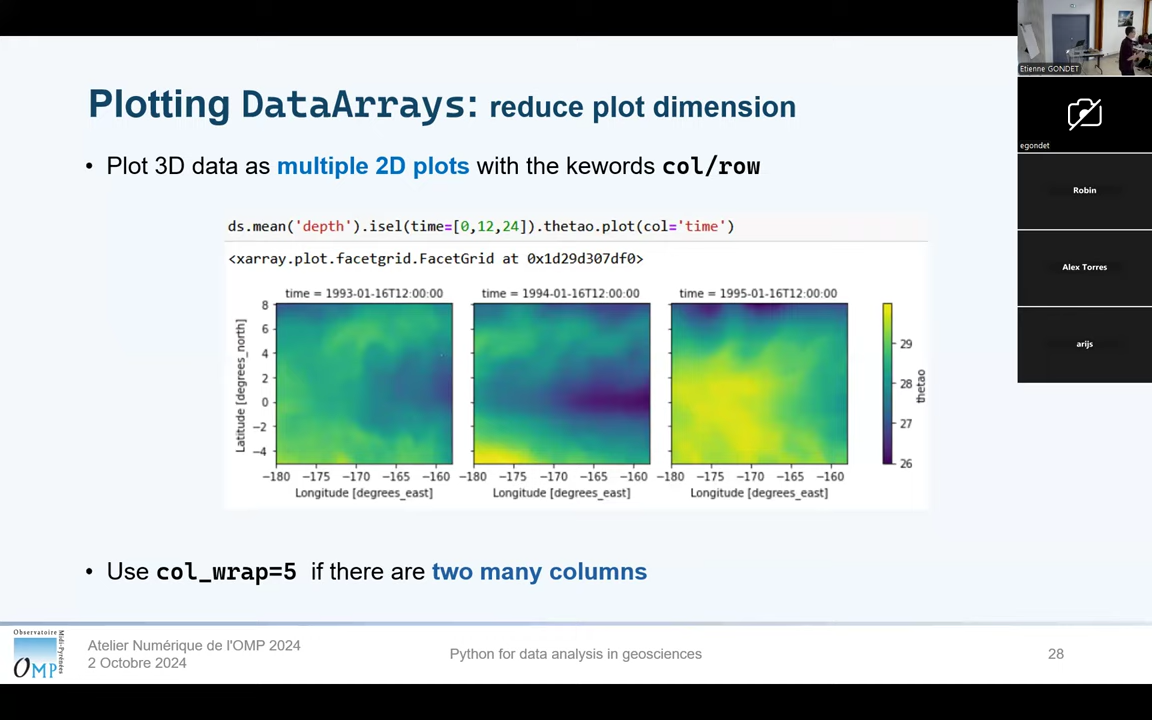 Plotting DataArrays: reduce plot dimension
• Plot 3D data as multiple 2D plots with the kewords col/row
ds.mean('depth').isel(time=[0,12,24]).thetao.plot(col='time')
<xarray.plot.facetgrid.FacetGrid at 0x1d29d307df0>
time = 1993-01-16T12:00:00 time = 1994-01-16T12:00:00 time = 1995-01-16T12:00:00
Latitude [degrees_north]
8
6
4
2
0
−2
−4
−180 −175 −170 −165 −160 −180 −175 −170 −165 −160 −180 −175 −170 −165 −160
Longitude [degrees_east] Longitude [degrees_east] Longitude [degrees_east]
29
28
27
26
thetao
• Use col_wrap=5 if there are two many columns
Observatoire
Midi-Pyrénées
OMP
Atelier Numérique de l'OMP 2024
2 Octobre 2024
Python for data analysis in geosciences
28
Etienne GONDET
egondet
Robin
Alex Torres
arijs